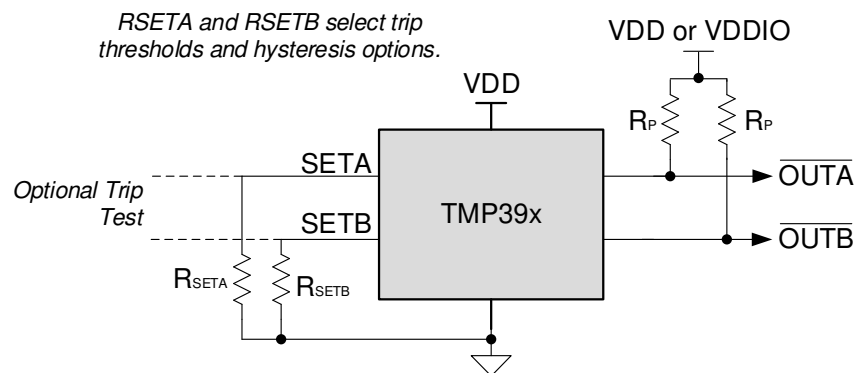 RSETA and RSETB select trip
thresholds and hysteresis options.
VDD or VDDIO
VDD
RP
RP
SETA
OUTA
Optional Trip
Test
TMP39x
SETB
OUTB
RSETA
RSETB